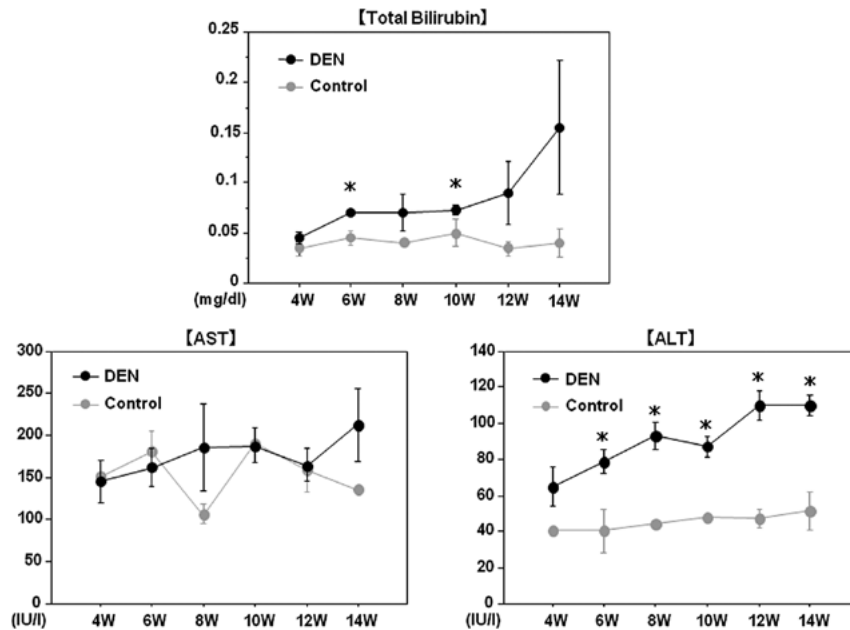 【Total Bilirubin】
0.25
DEN
0.2
Control
0.15
*
*
0.1
0.05
0
(mg/dl)
4W 6W 8W 10W 12W 14W
【AST】
300
DEN
250
Control
200
150
100
50
0
(IU/l)
4W 6W 8W 10W 12W 14W
【ALT】
140
120
DEN
* * * * *
100
Control
80
60
40
20
0
(IU/l)
4W 6W 8W 10W 12W 14W